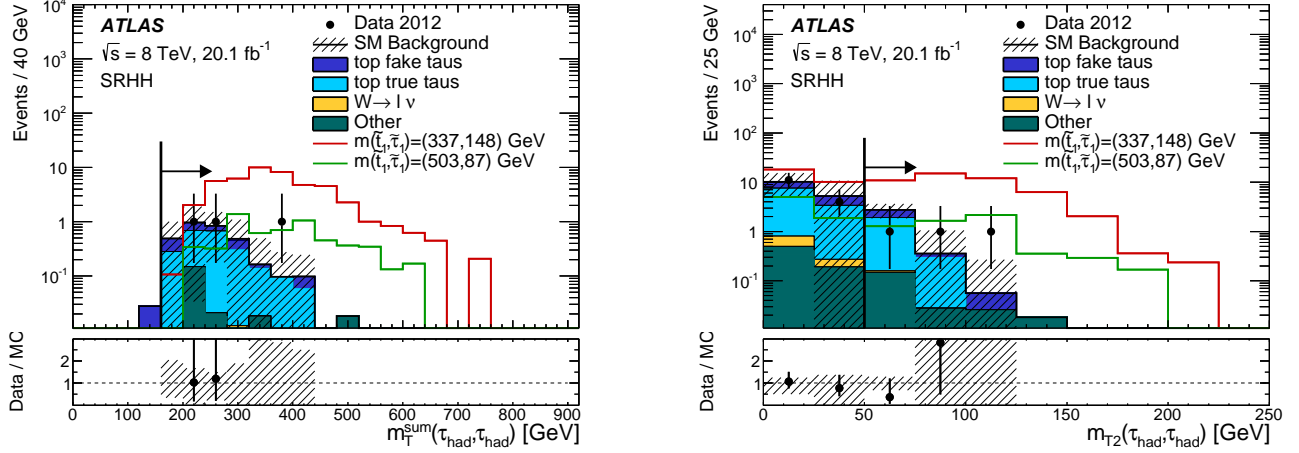 Events / 40 GeV
ATLAS
√s = 8 TeV, 20.1 fb⁻¹
SRHH
Data 2012
SM Background
top fake taus
top true taus
W→ l ν
Other
m(t̃₁,τ̃₁)=(337,148) GeV
m(t̃₁,τ̃₁)=(503,87) GeV
10⁴
10³
10²
10
1
10⁻¹
Data / MC
2
1
0 100 200 300 400 500 600 700 800 900
m_T^sum(τ_had,τ_had) [GeV]
Events / 25 GeV
ATLAS
√s = 8 TeV, 20.1 fb⁻¹
SRHH
Data 2012
SM Background
top fake taus
top true taus
W→ l ν
Other
m(t̃₁,τ̃₁)=(337,148) GeV
m(t̃₁,τ̃₁)=(503,87) GeV
10⁴
10³
10²
10
1
10⁻¹
Data / MC
2
1
0 50 100 150 200 250
m_T2(τ_had,τ_had) [GeV]